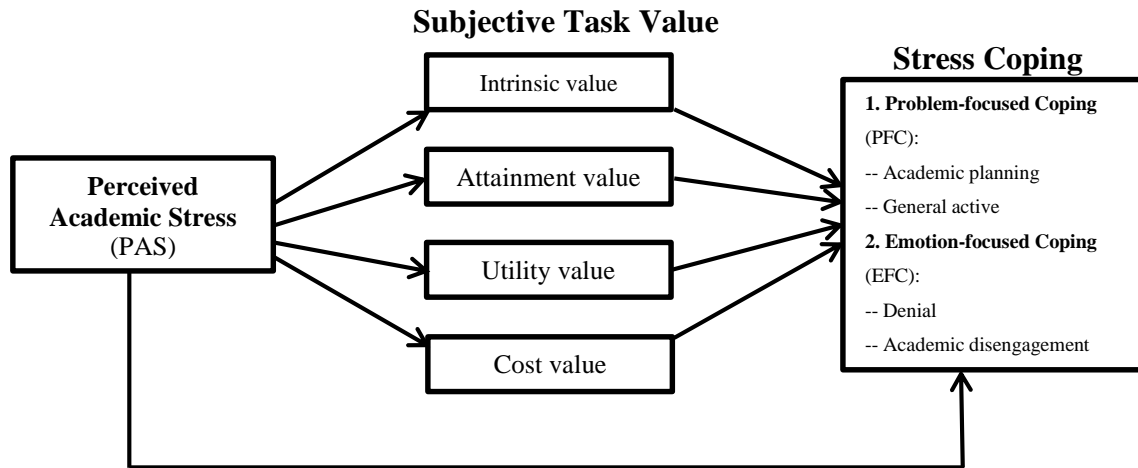 Subjective Task Value
Intrinsic value
Attainment value
Utility value
Cost value
Perceived
Academic Stress
(PAS)
Stress Coping
1. Problem-focused Coping
(PFC):
-- Academic planning
-- General active
2. Emotion-focused Coping
(EFC):
-- Denial
-- Academic disengagement